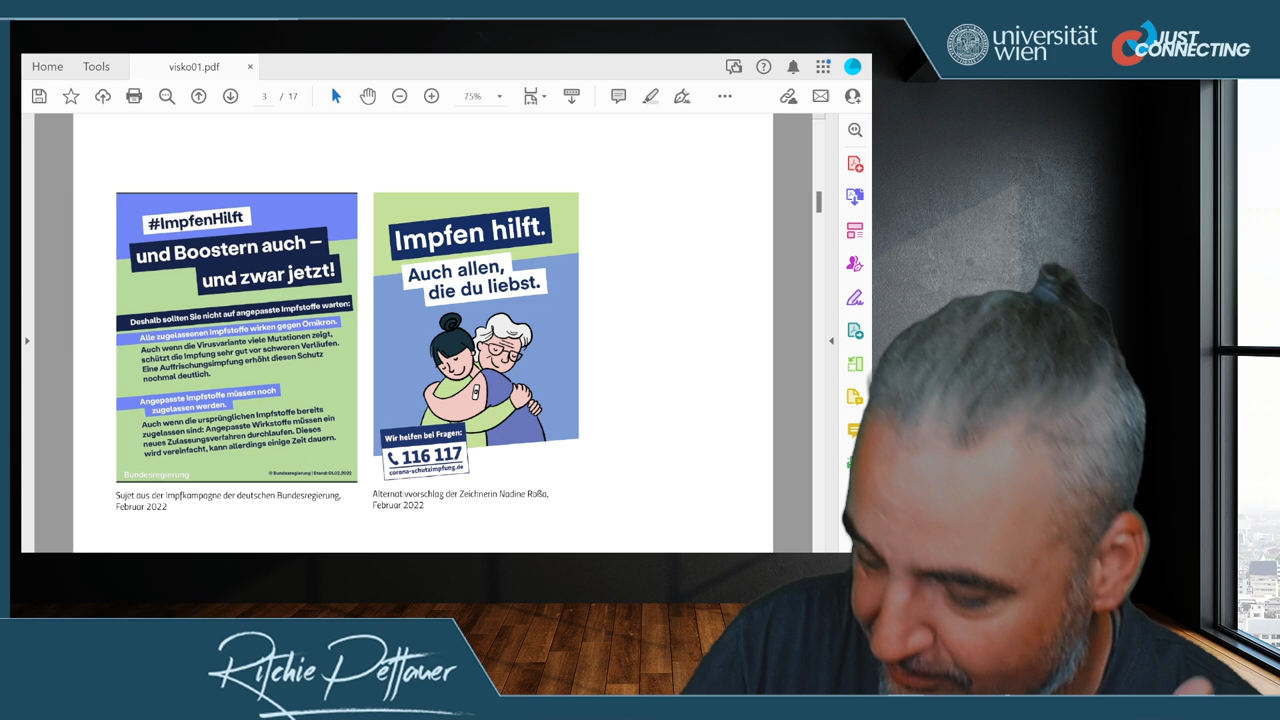 universität
wien
JUST
CONNECTING
Home
Tools
visko01.pdf
×
3 / 17
75%
#ImpfenHilft
und Boostern auch –
und zwar jetzt!
Deshalb sollten Sie nicht auf angepasste Impfstoffe warten:
Alle zugelassenen Impfstoffe wirken gegen Omikron.
Auch wenn die Virusvariante viele Mutationen zeigt,
schützt die Impfung sehr gut vor schweren Verläufen.
Eine Auffrischungsimpfung erhöht diesen Schutz
nochmal deutlich.
Angepasste Impfstoffe müssen noch
zugelassen werden.
Auch wenn die ursprünglichen Impfstoffe bereits
zugelassen sind: Angepasste Wirkstoffe müssen ein
neues Zulassungsverfahren durchlaufen. Dieses
wird vereinfacht, kann allerdings einige Zeit dauern.
Bundesregierung
© Bundesregierung | Stand: 01.02.2022
Sujet aus der Impfkampagne der deutschen Bundesregierung,
Februar 2022
Impfen hilft.
Auch allen,
die du liebst.
Wir helfen bei Fragen:
116 117
corona-schutzimpfung.de
Alternativvorschlag der Zeichnerin Nadine Roßa,
Februar 2022
Ritchie Pettauer